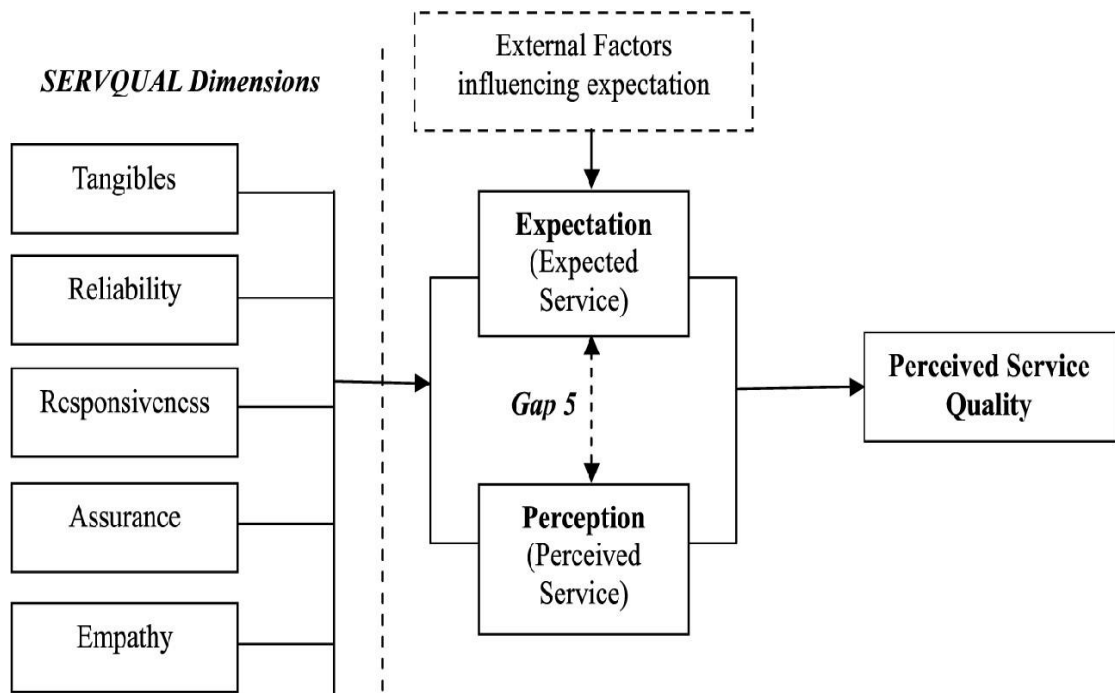 SERVQUAL Dimensions
Tangibles
Reliability
Responsiveness
Assurance
Empathy
External Factors
influencing expectation
Expectation
(Expected
Service)
Gap 5
Perception
(Perceived
Service)
Perceived Service
Quality